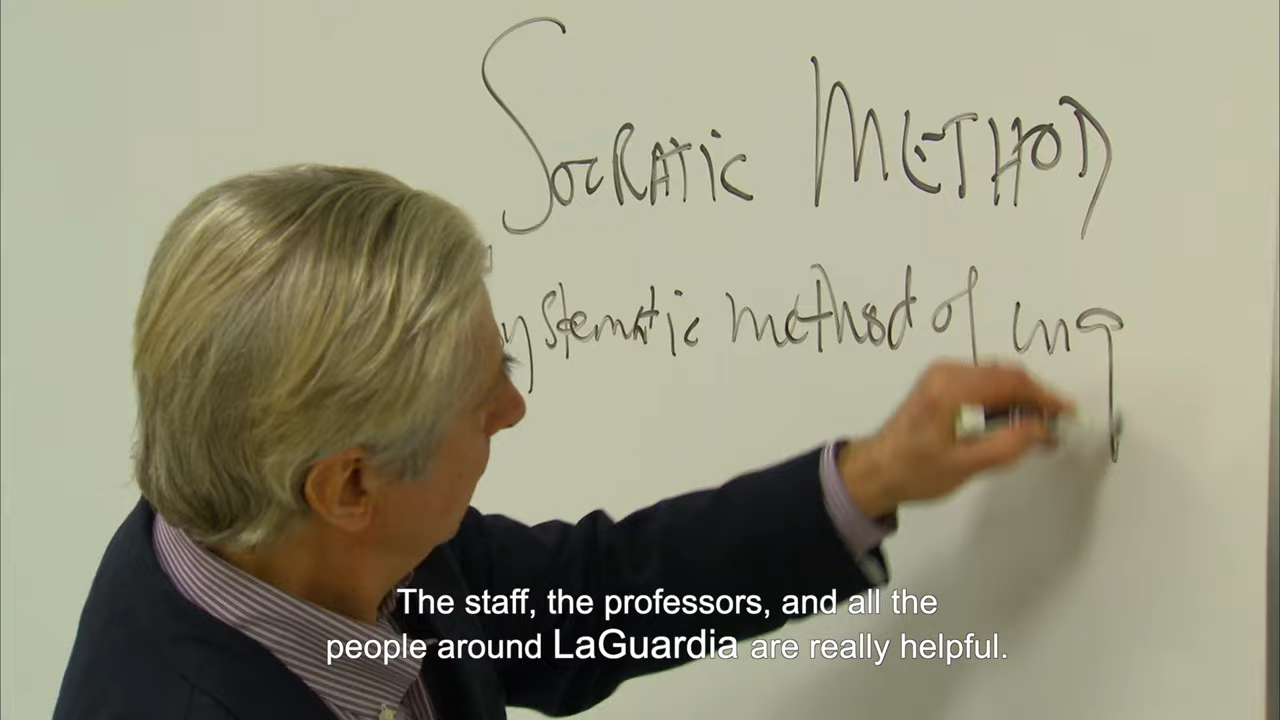 SOCRATIC METHOD
ystematic method of inq
The staff, the professors, and all the
people around LaGuardia are really helpful.